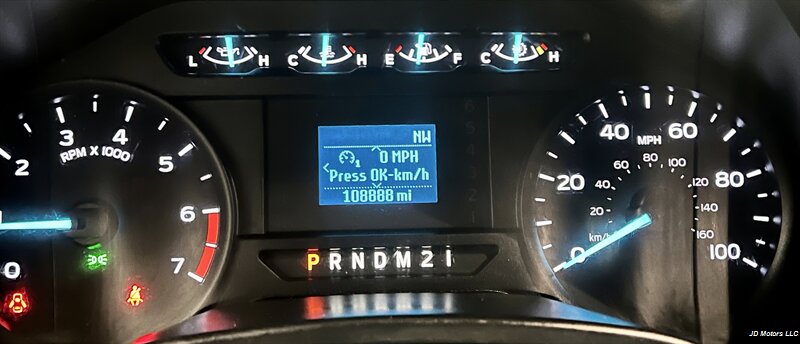 L H C H E F C H
NW
0 MPH
Press OK-km/h
108888 mi
0 1 2 3 4 5 6 7
RPM X 1000
P R N D M 2 1
0 20 40 60 80 100
MPH
20 40 60 80 100 120 140 160
km/h
JD Motors LLC